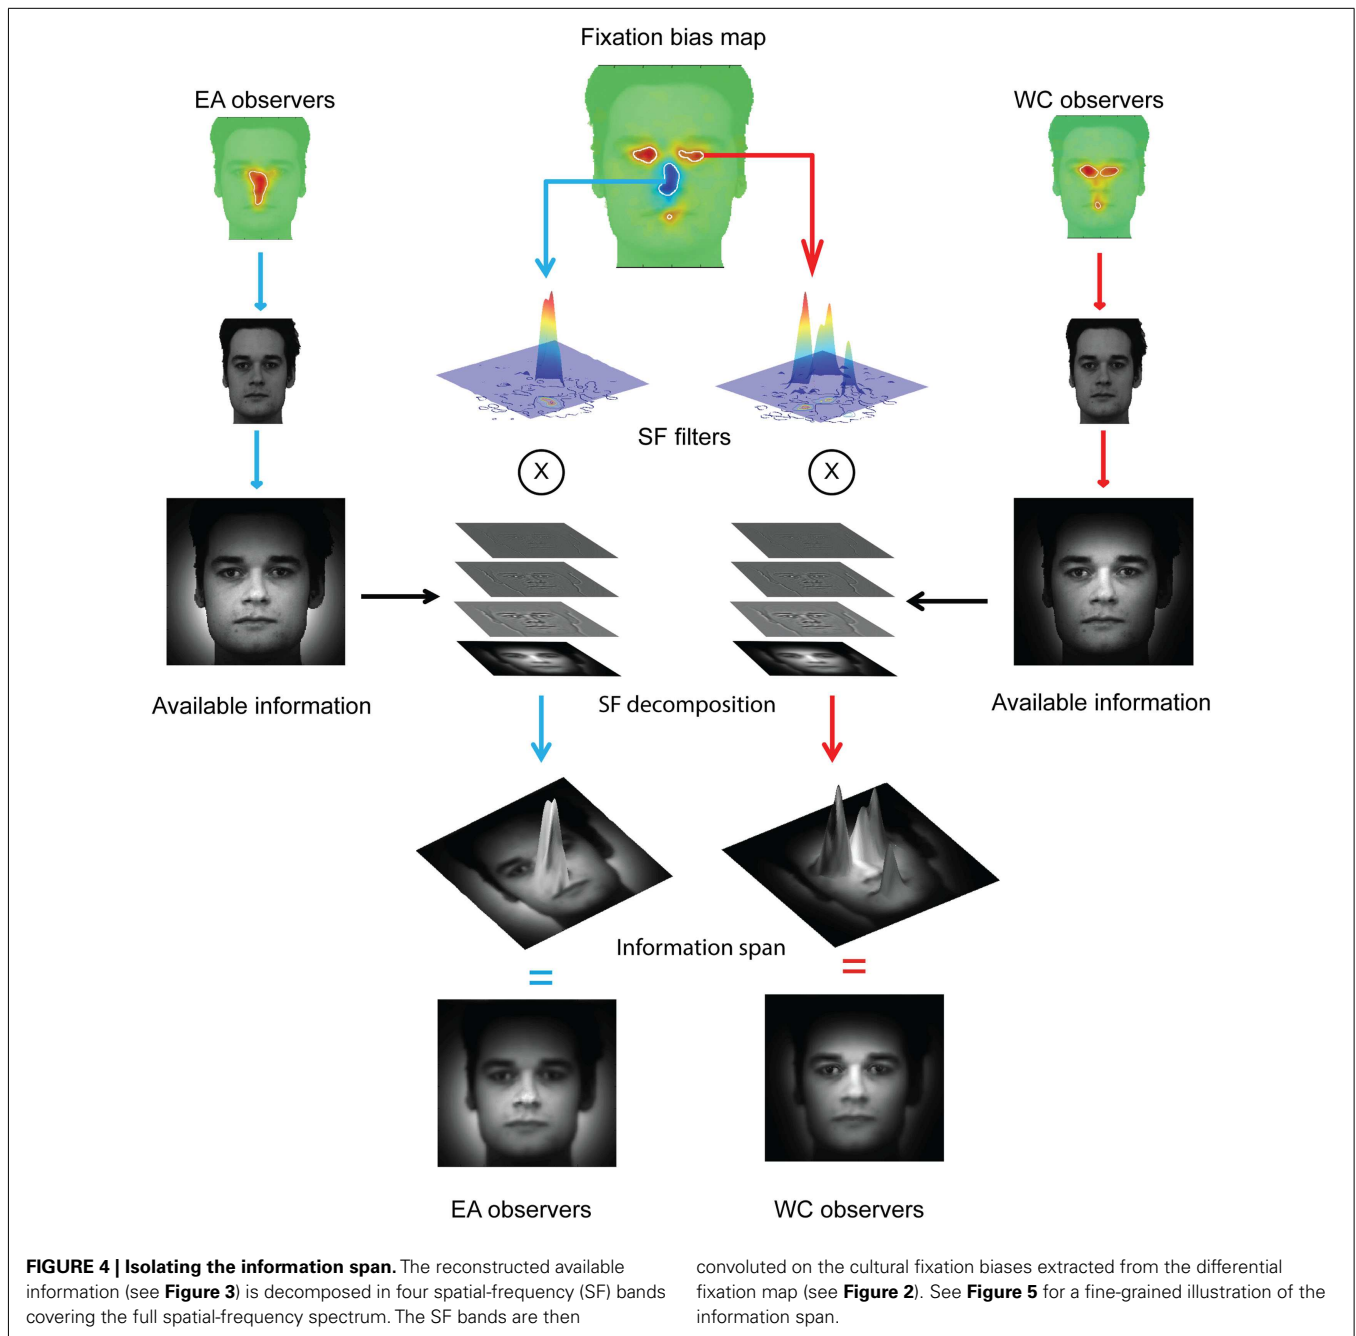 Fixation bias map
EA observers
WC observers
SF filters
X
X
SF decomposition
Available information
Available information
Information span
=
=
EA observers
WC observers
FIGURE 4 | Isolating the information span. The reconstructed available
information (see Figure 3) is decomposed in four spatial-frequency (SF) bands
covering the full spatial-frequency spectrum. The SF bands are then
convoluted on the cultural fixation biases extracted from the differential
fixation map (see Figure 2). See Figure 5 for a fine-grained illustration of the
information span.